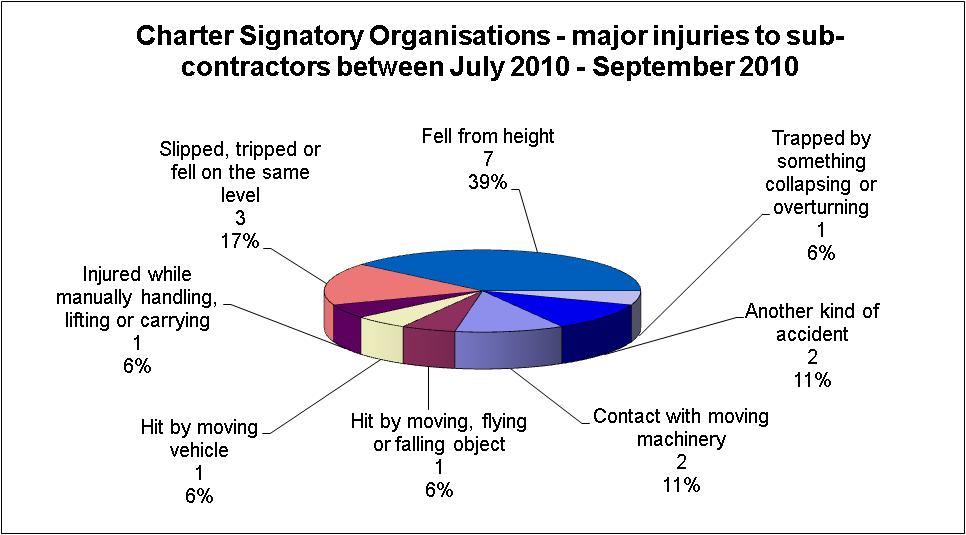 Charter Signatory Organisations - major injuries to sub-
contractors between July 2010 - September 2010
Fell from height
7
39%
Trapped by
something
collapsing or
overturning
1
6%
Another kind of
accident
2
11%
Contact with moving
machinery
2
11%
Hit by moving, flying
or falling object
1
6%
Hit by moving
vehicle
1
6%
Injured while
manually handling,
lifting or carrying
1
6%
Slipped, tripped or
fell on the same
level
3
17%